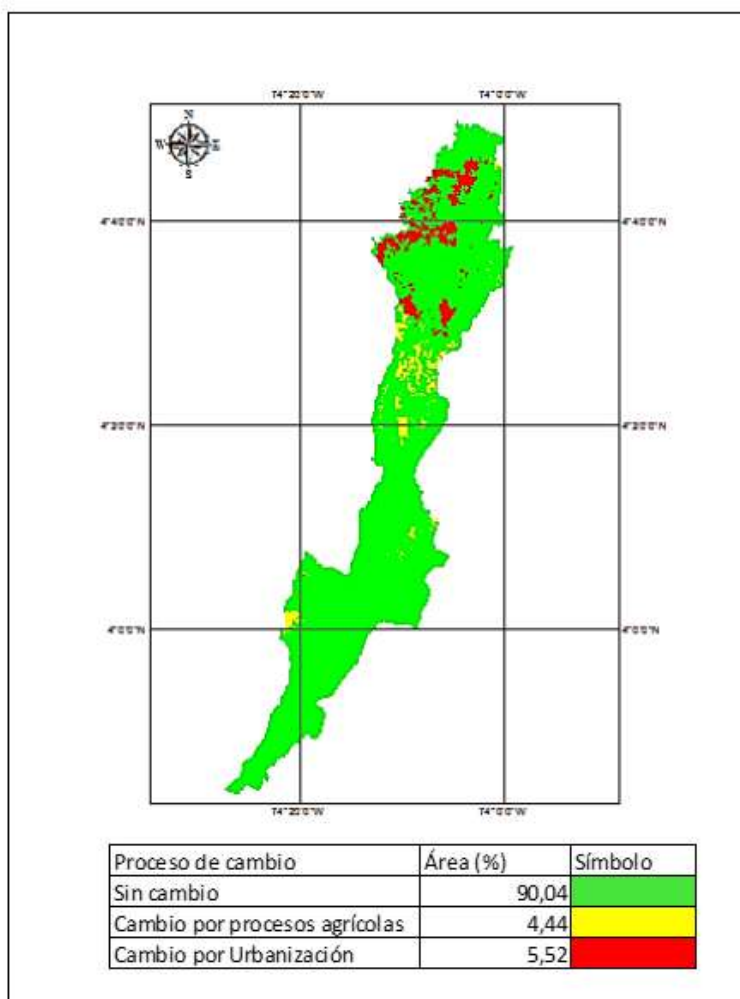 74°20'0"W 74°0'0"W
N
W E
S
4°40'0"N 4°40'0"N
4°20'0"N 4°20'0"N
4°0'0"N 4°0'0"N
74°20'0"W 74°0'0"W
Proceso de cambio Área (%) Símbolo
Sin cambio 90,04
Cambio por procesos agrícolas 4,44
Cambio por Urbanización 5,52